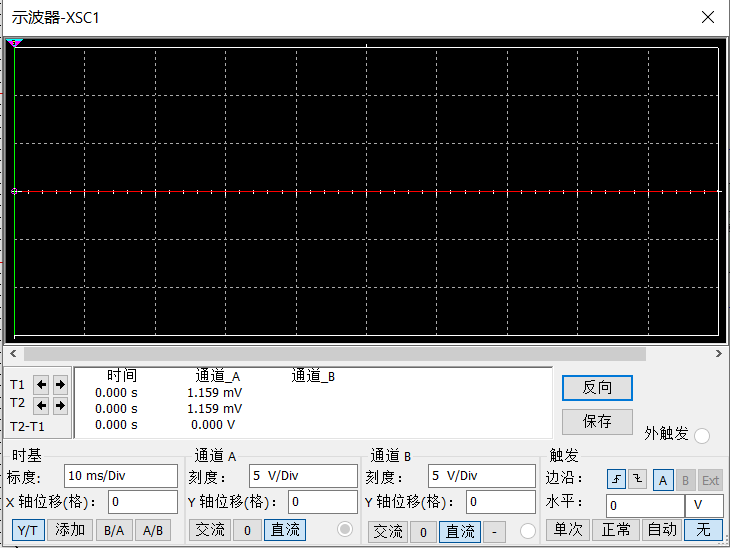 示波器-XSC1
时间 通道_A 通道_B
T1 0.000 s 1.159 mV
T2 0.000 s 1.159 mV
T2-T1 0.000 s 0.000 V
反向
保存
外触发
时基
标度： 10 ms/Div
X 轴位移(格)： 0
Y/T 添加 B/A A/B
通道 A
刻度： 5 V/Div
Y 轴位移(格)： 0
交流 0 直流
通道 B
刻度： 5 V/Div
Y 轴位移(格)： 0
交流 0 直流 -
触发
边沿： A B Ext
水平： 0 V
单次 正常 自动 无